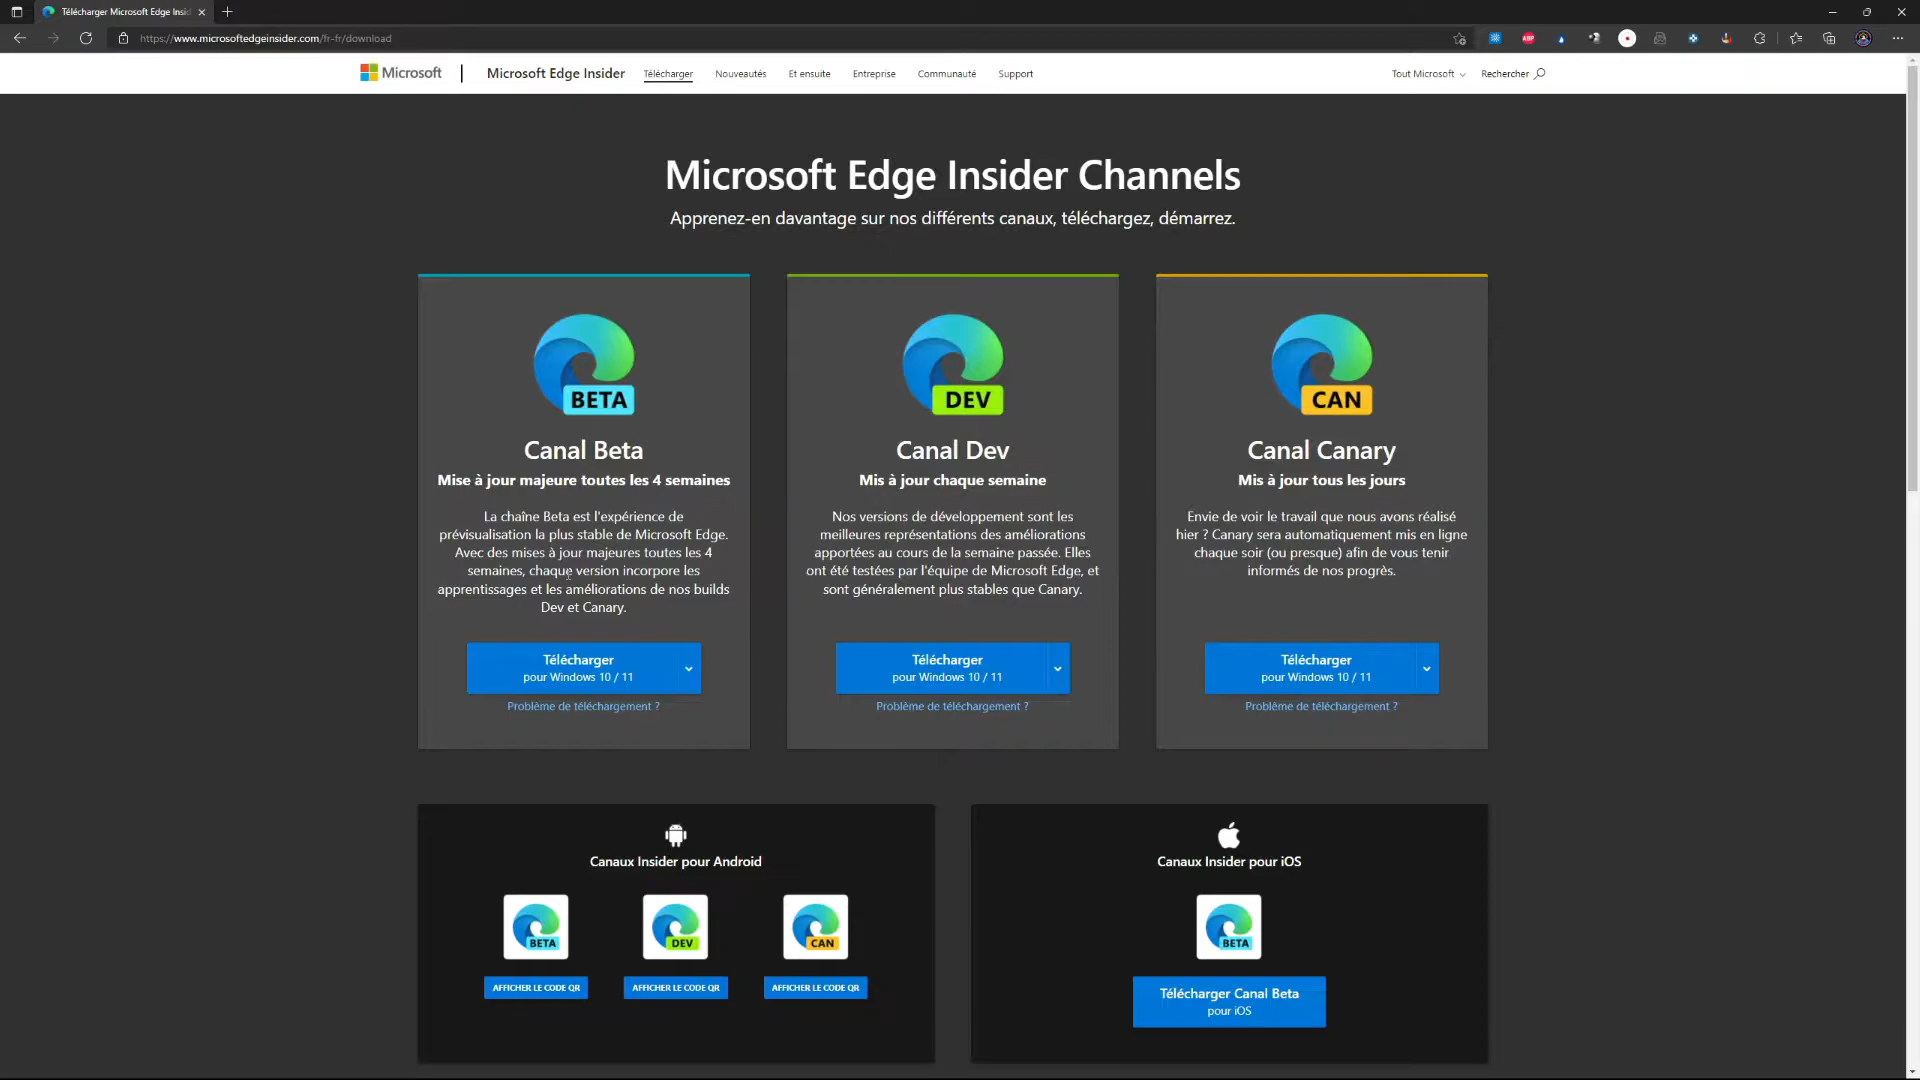 Télécharger Microsoft Edge Insid
https://www.microsoftedgeinsider.com/fr-fr/download
ABP
Microsoft
Microsoft Edge Insider
Télécharger
Nouveautés
Et ensuite
Entreprise
Communauté
Support
Tout Microsoft
Rechercher
Microsoft Edge Insider Channels
Apprenez-en davantage sur nos différents canaux, téléchargez, démarrez.
BETA
Canal Beta
Mise à jour majeure toutes les 4 semaines
La chaîne Beta est l'expérience de
prévisualisation la plus stable de Microsoft Edge.
Avec des mises à jour majeures toutes les 4
semaines, chaque version incorpore les
apprentissages et les améliorations de nos builds
Dev et Canary.
Télécharger
pour Windows 10 / 11
Problème de téléchargement ?
DEV
Canal Dev
Mis à jour chaque semaine
Nos versions de développement sont les
meilleures représentations des améliorations
apportées au cours de la semaine passée. Elles
ont été testées par l'équipe de Microsoft Edge, et
sont généralement plus stables que Canary.
Télécharger
pour Windows 10 / 11
Problème de téléchargement ?
CAN
Canal Canary
Mis à jour tous les jours
Envie de voir le travail que nous avons réalisé
hier ? Canary sera automatiquement mis en ligne
chaque soir (ou presque) afin de vous tenir
informés de nos progrès.
Télécharger
pour Windows 10 / 11
Problème de téléchargement ?
Canaux Insider pour Android
BETA
DEV
CAN
AFFICHER LE CODE QR
AFFICHER LE CODE QR
AFFICHER LE CODE QR
Canaux Insider pour iOS
BETA
Télécharger Canal Beta
pour iOS